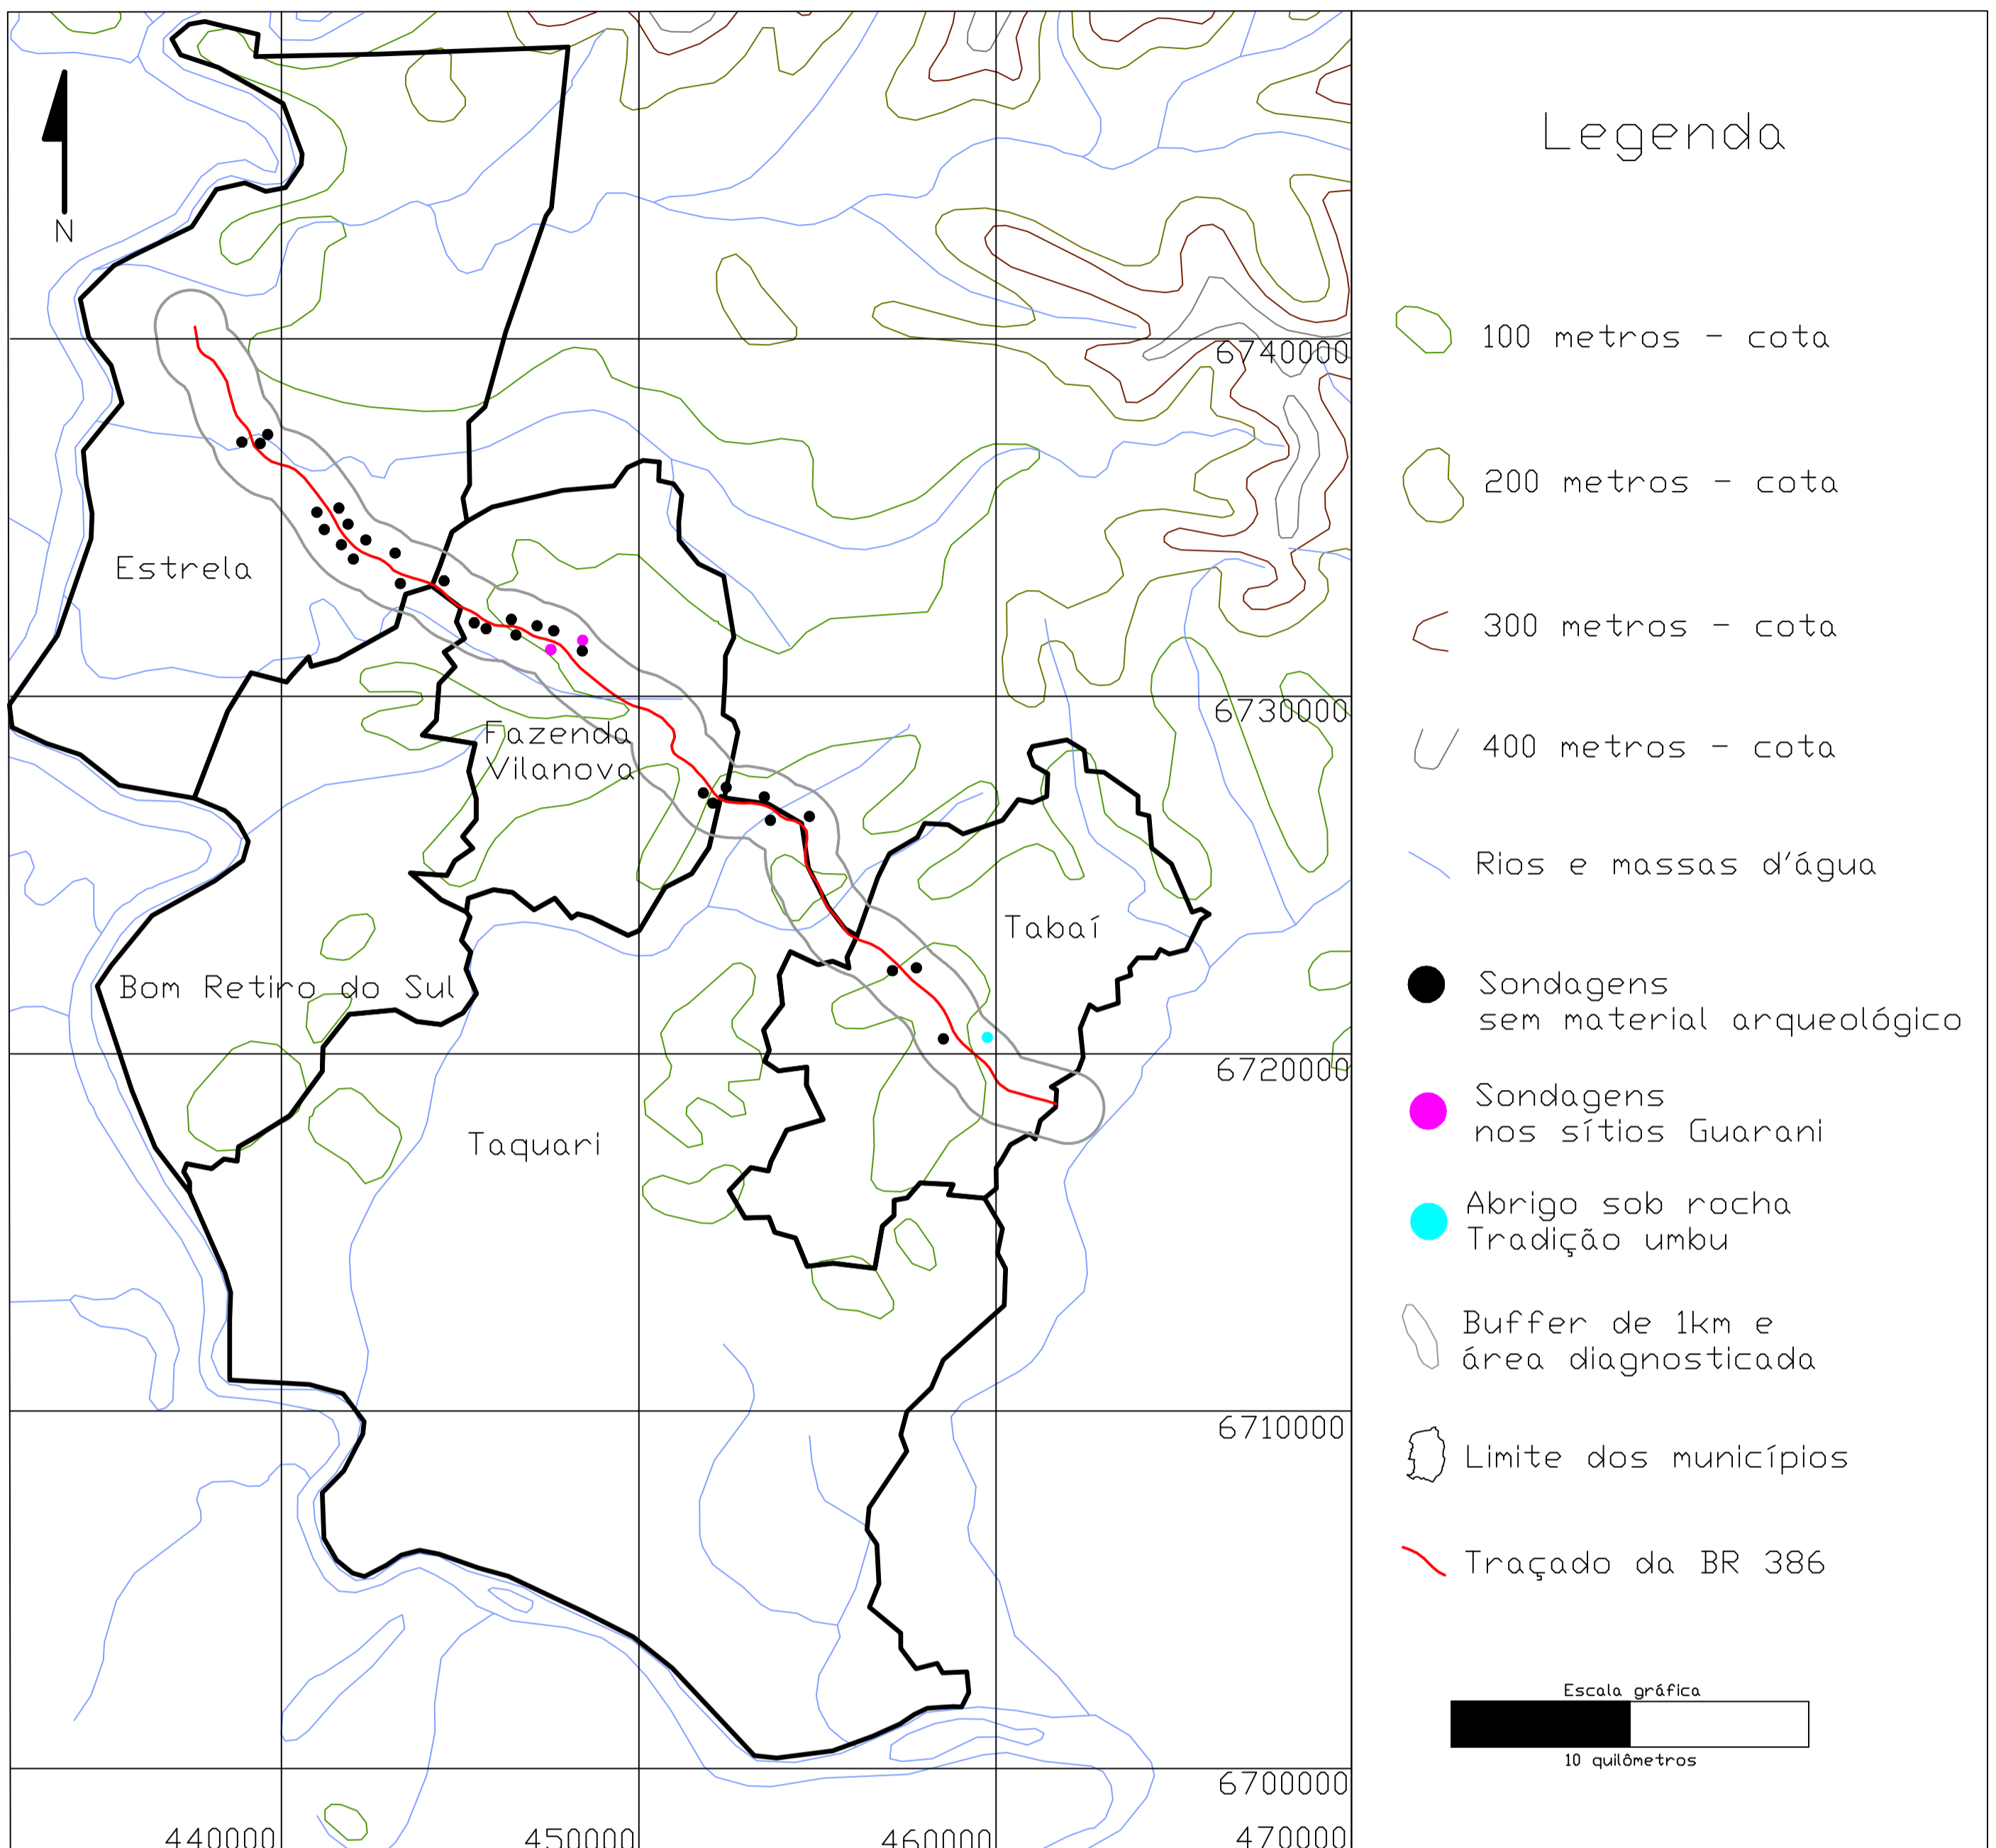 N
Estrela
Fazenda
Vilanova
Tabaí
Bom Retiro do Sul
Taquari
6740000
6730000
6720000
6710000
6700000
440000
450000
460000
470000
Legenda
100 metros - cota
200 metros - cota
300 metros - cota
400 metros - cota
Rios e massas d'água
Sondagens
sem material arqueológico
Sondagens
nos sítios Guarani
Abrigo sob rocha
Tradição umbu
Buffer de 1km e
área diagnosticada
Limite dos municípios
Traçado da BR 386
Escala gráfica
10 quilômetros